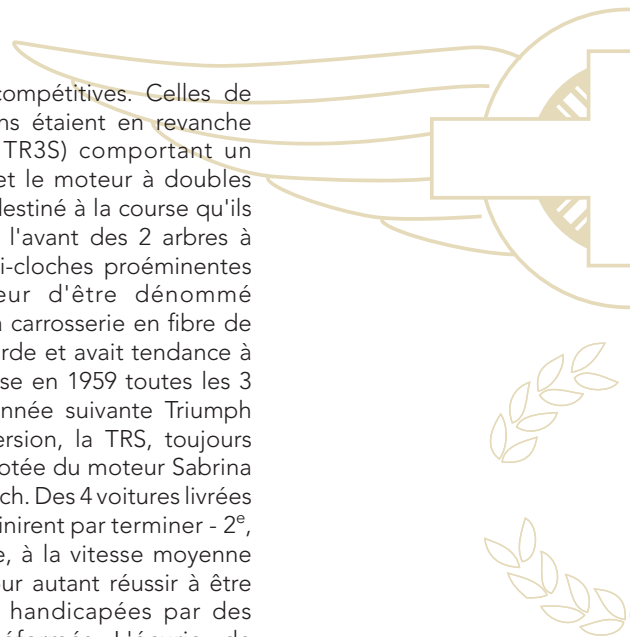 compétitives. Celles de
ns étaient en revanche
TR3S) comportant un
et le moteur à doubles
destiné à la course qu'ils
l'avant des 2 arbres à
i-cloches proéminentes
eur d'être dénommé
a carrosserie en fibre de
rde et avait tendance à
se en 1959 toutes les 3
année suivante Triumph
ersion, la TRS, toujours
otée du moteur Sabrina
ch. Des 4 voitures livrées
finirent par terminer - 2e,
e, à la vitesse moyenne
our autant réussir à être
handicapées par des